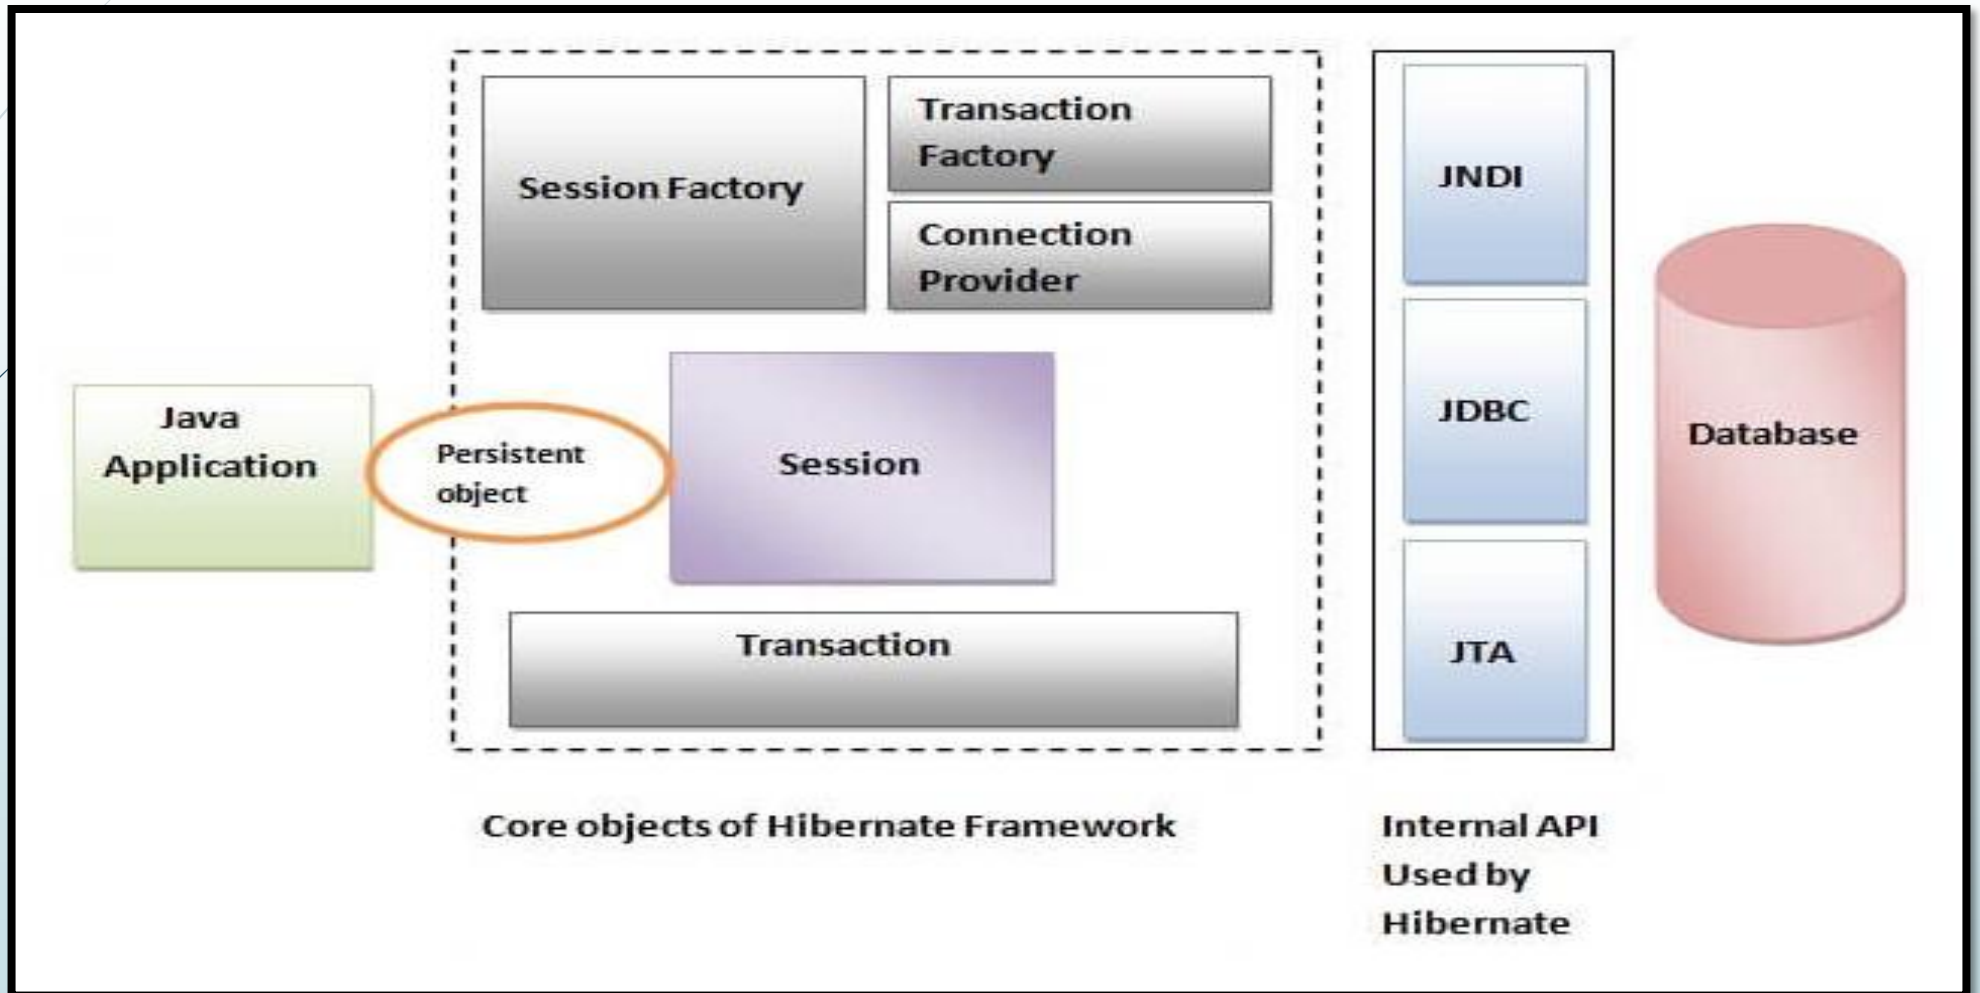 Session Factory
Transaction
Factory
Connection
Provider
Java
Application
Persistent
object
Session
Transaction
JNDI
JDBC
JTA
Database
Core objects of Hibernate Framework
Internal API
Used by
Hibernate